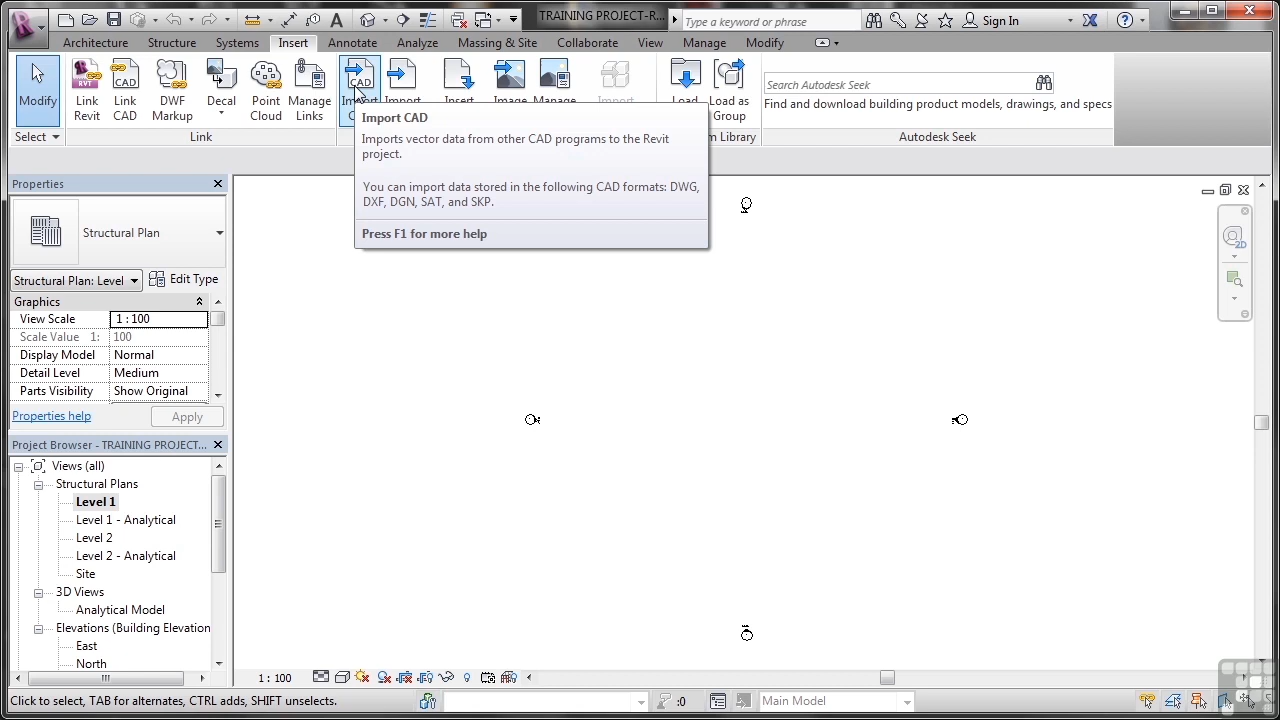 TRAINING PROJECT-R...
Type a keyword or phrase
Sign In
Architecture Structure Systems Insert Annotate Analyze Massing & Site Collaborate View Manage Modify
Modify
Link Revit
Link CAD
DWF Markup
Decal
Point Cloud
Manage Links
CAD
Import
Import
Insert
Image
Manage
Import
Load
Load as Group
Search Autodesk Seek
Find and download building product models, drawings, and specs
Select
Link
Library
Autodesk Seek
Import CAD
Imports vector data from other CAD programs to the Revit
project.
You can import data stored in the following CAD formats: DWG,
DXF, DGN, SAT, and SKP.
Press F1 for more help
Properties
Structural Plan
Structural Plan: Level
Edit Type
Graphics
View Scale 1 : 100
Scale Value 1: 100
Display Model Normal
Detail Level Medium
Parts Visibility Show Original
Properties help
Apply
Project Browser - TRAINING PROJECT...
Views (all)
Structural Plans
Level 1
Level 1 - Analytical
Level 2
Level 2 - Analytical
Site
3D Views
Analytical Model
Elevations (Building Elevation
East
North
2D
1 : 100
Click to select, TAB for alternates, CTRL adds, SHIFT unselects.
:0
Main Model